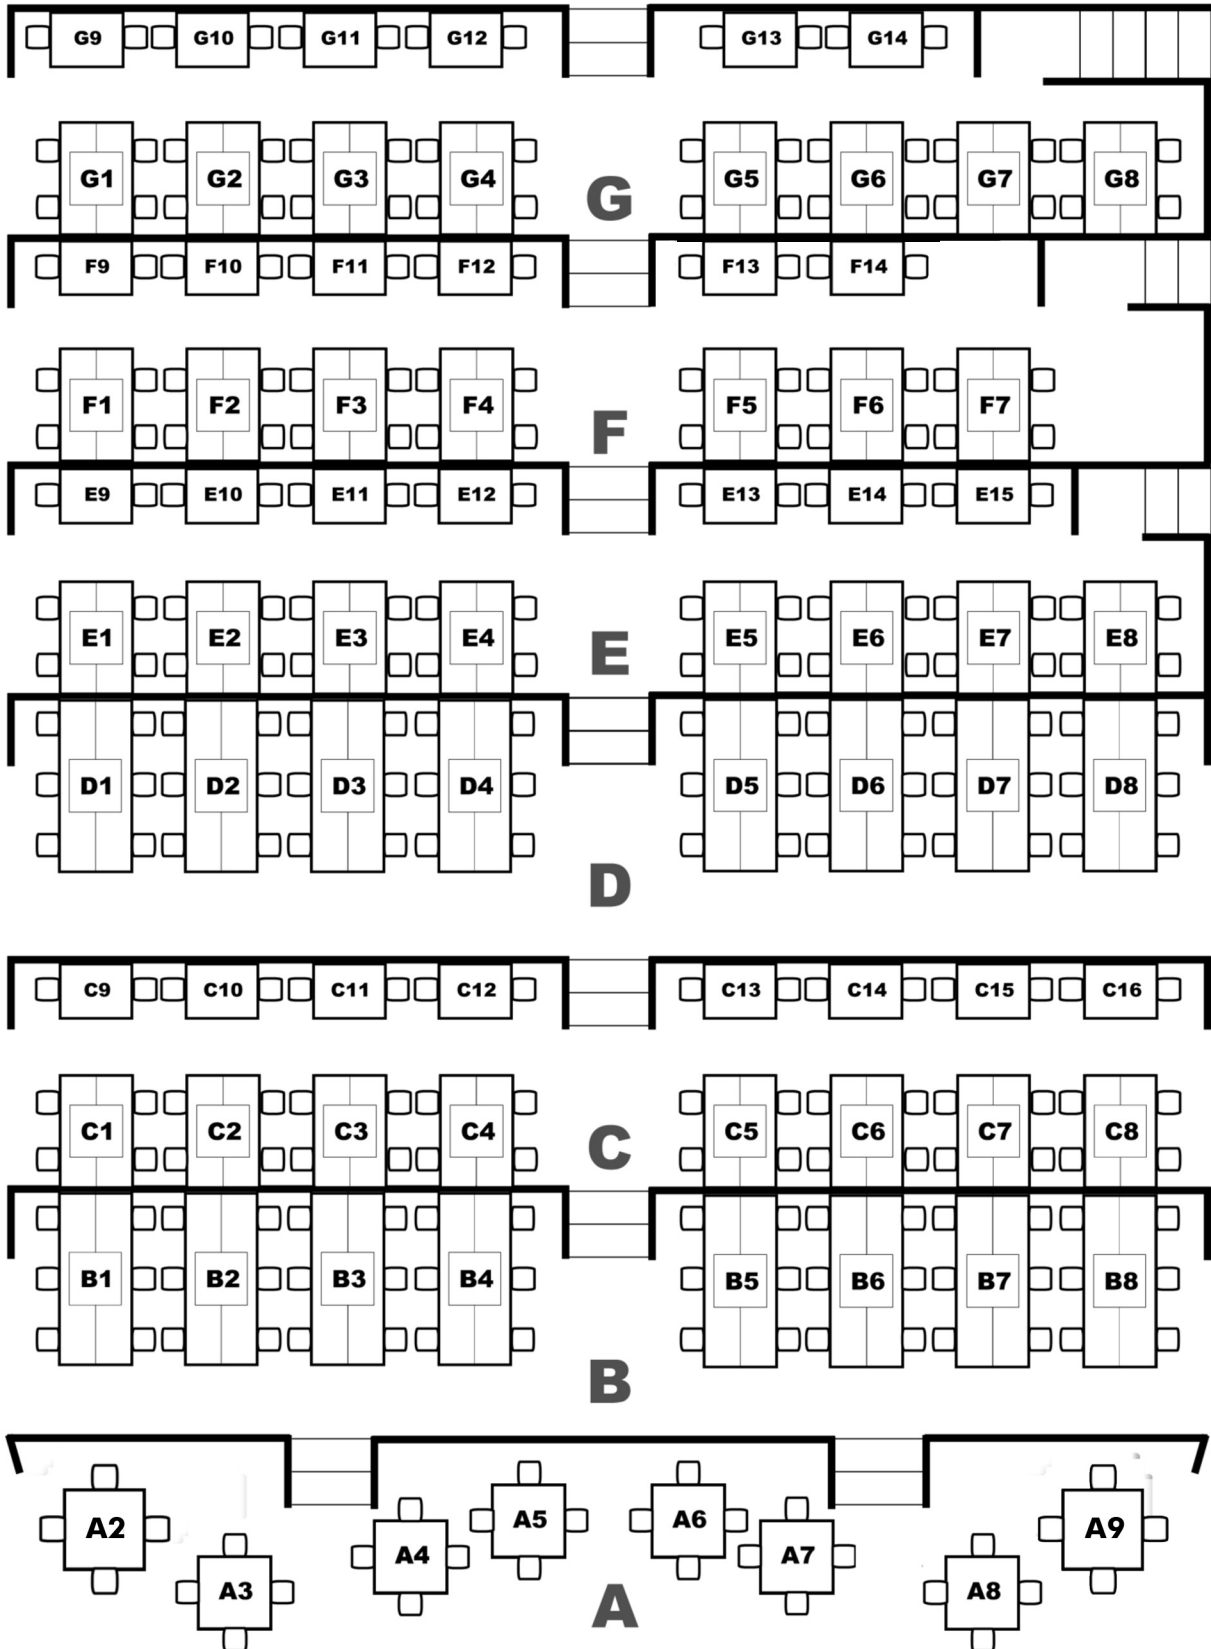 G9 G10 G11 G12 G13 G14
G1 G2 G3 G4 G5 G6 G7 G8
G
F9 F10 F11 F12 F13 F14
F1 F2 F3 F4 F5 F6 F7
F
E9 E10 E11 E12 E13 E14 E15
E1 E2 E3 E4 E5 E6 E7 E8
E
D1 D2 D3 D4 D5 D6 D7 D8
D
C9 C10 C11 C12 C13 C14 C15 C16
C1 C2 C3 C4 C5 C6 C7 C8
C
B1 B2 B3 B4 B5 B6 B7 B8
B
A2 A3 A4 A5 A6 A7 A8 A9
A